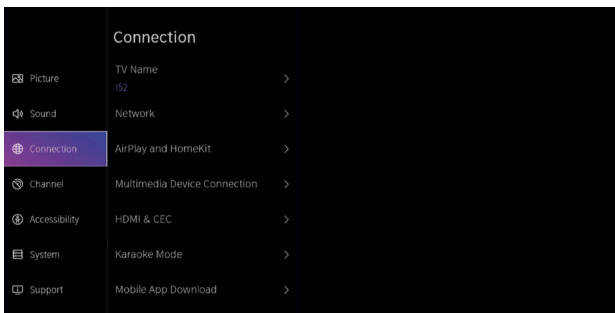 Connection
TV Name
152
Picture
Sound
Network
Connection
AirPlay and HomeKit
Channel
Multimedia Device Connection
Accessibility
HDMI & CEC
System
Karaoke Mode
Support
Mobile App Download